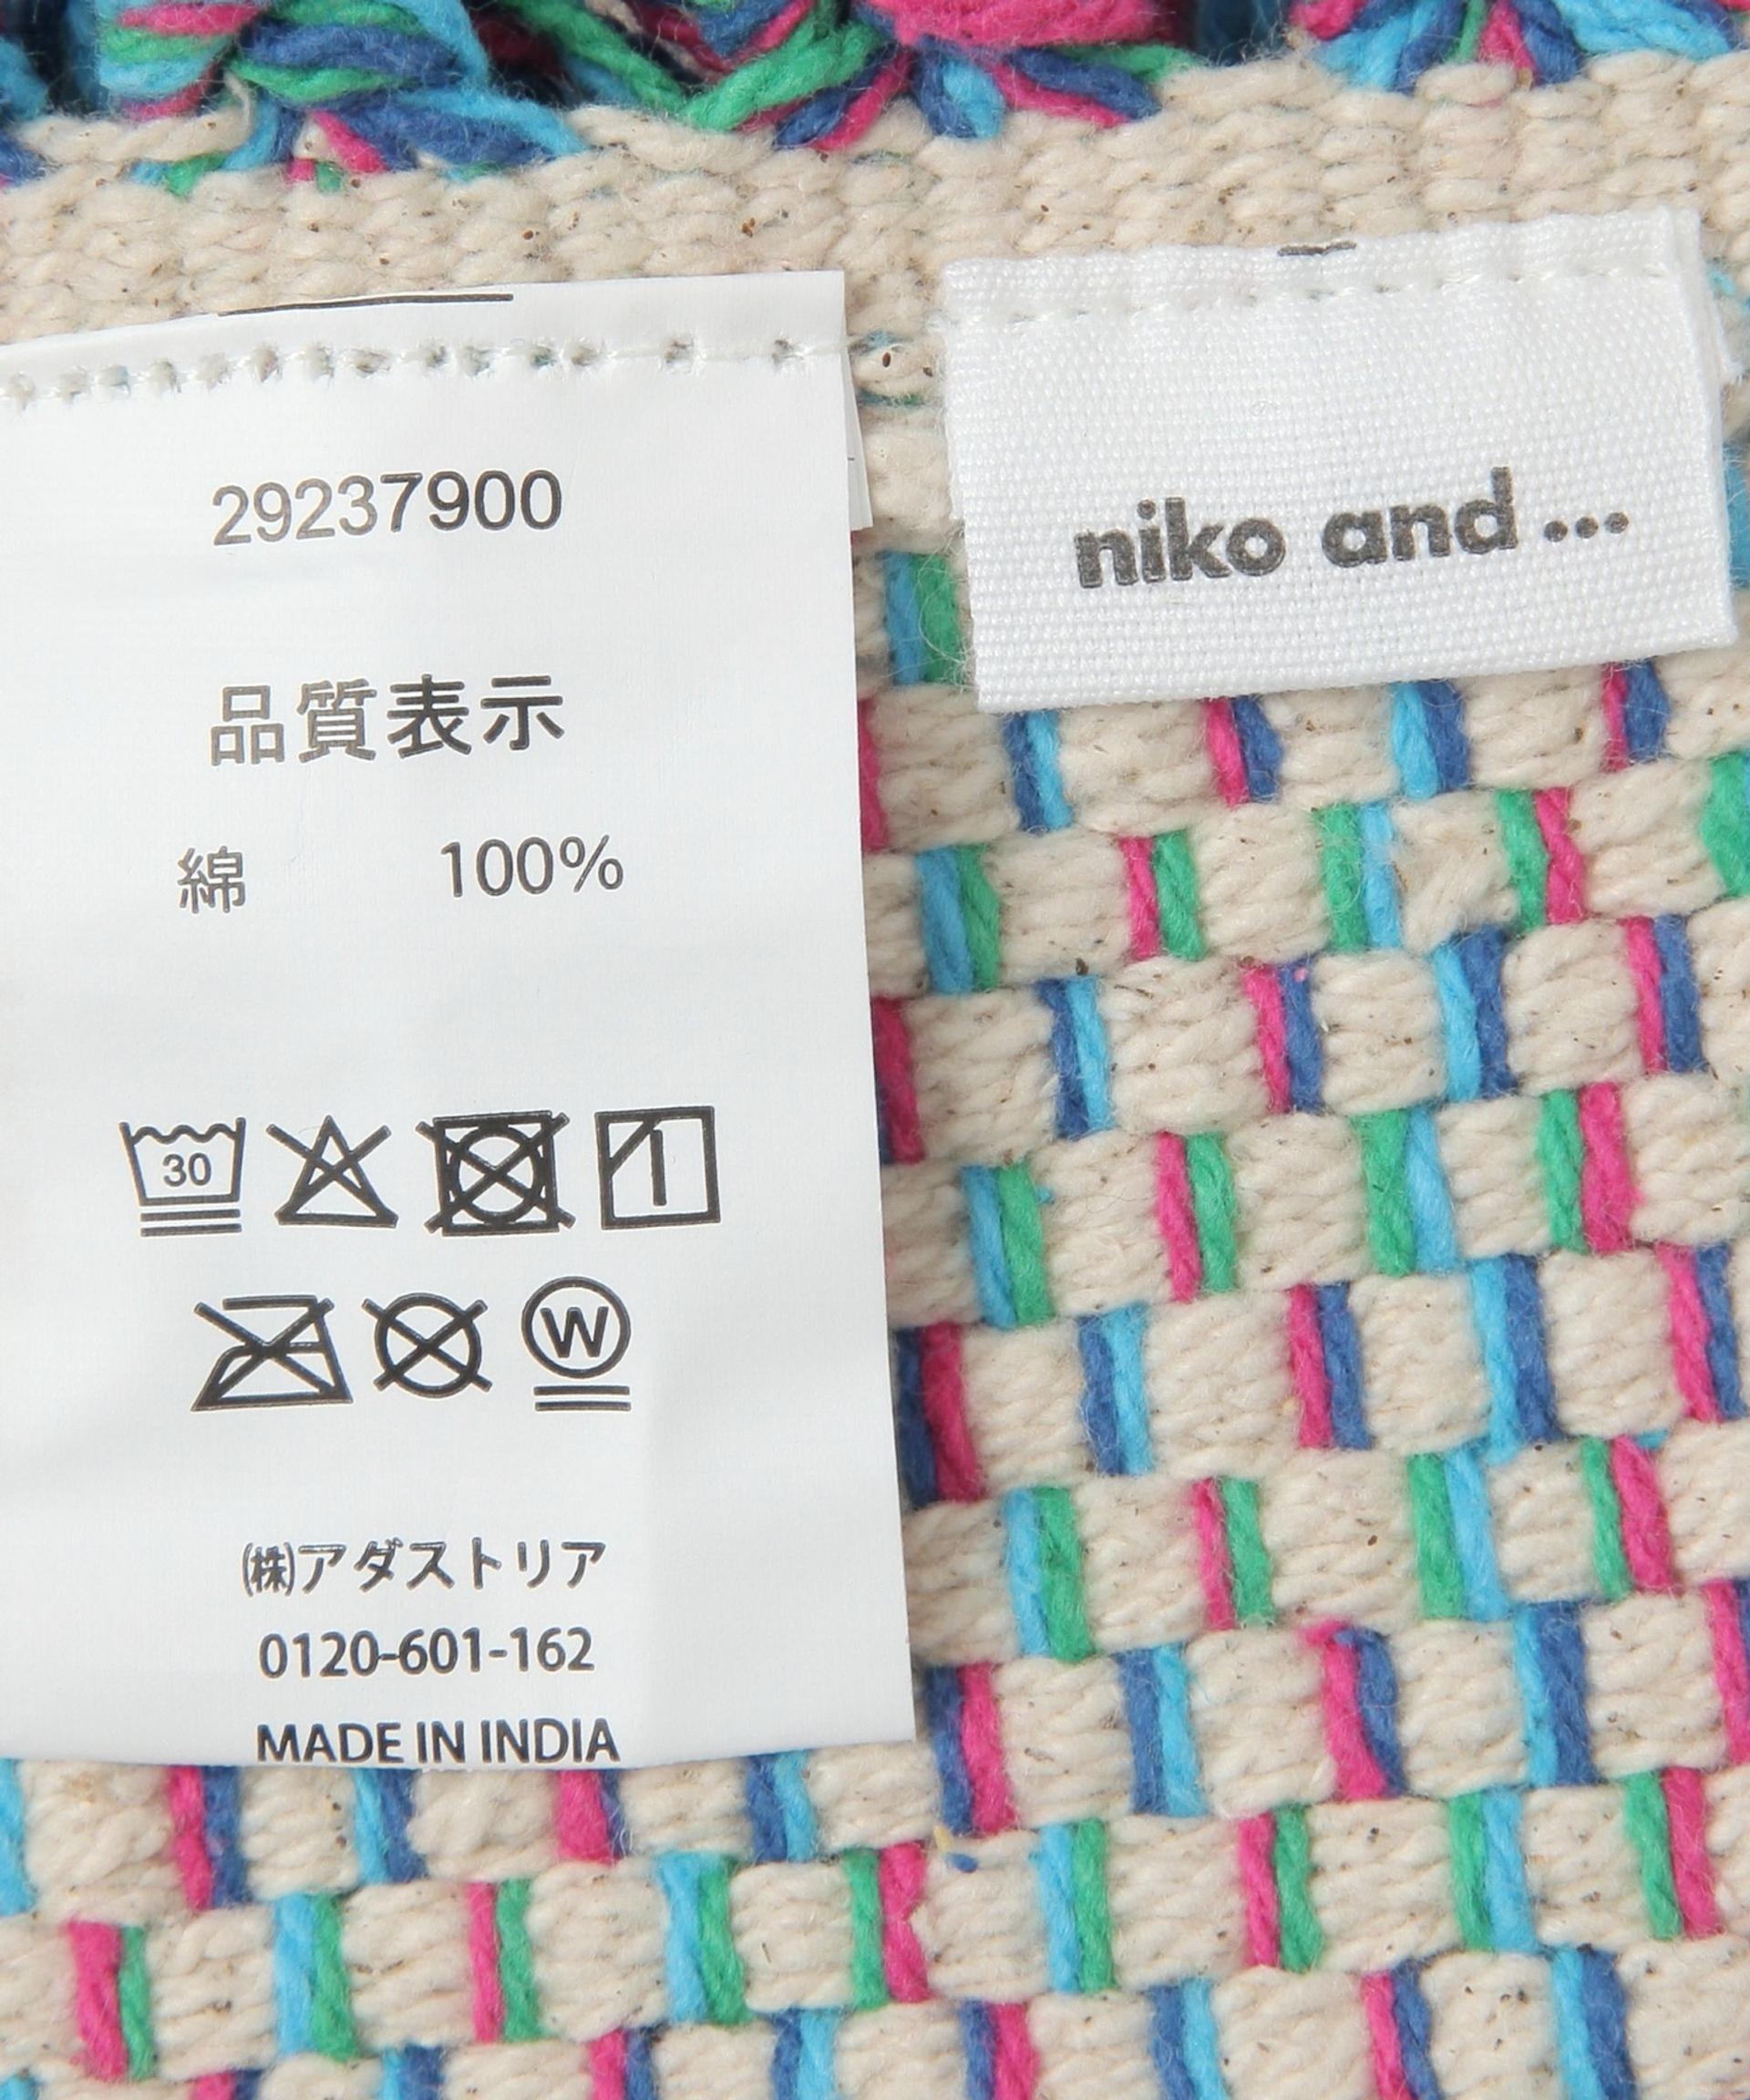 29237900
品質表示
綿 100%
30
W
㈱アダストリア
0120-601-162
MADE IN INDIA
niko and...